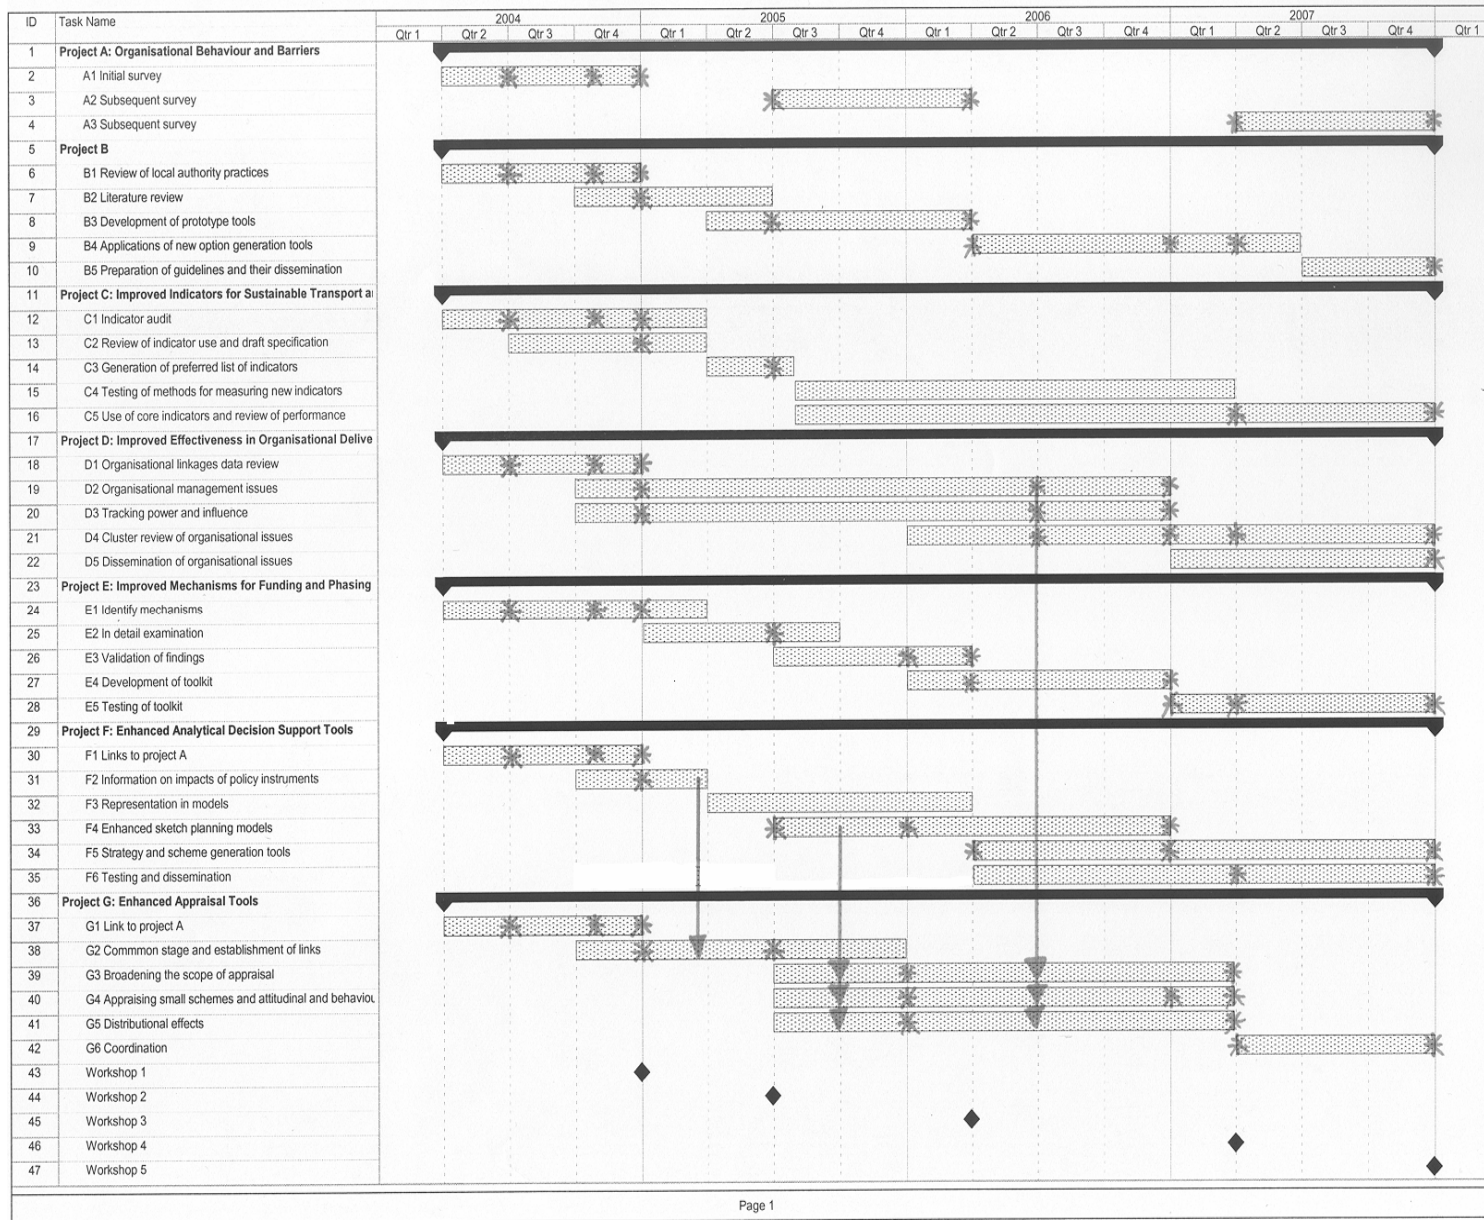 ID Task Name 2004 2005 2006 2007
Qtr 1 Qtr 2 Qtr 3 Qtr 4 Qtr 1 Qtr 2 Qtr 3 Qtr 4 Qtr 1 Qtr 2 Qtr 3 Qtr 4 Qtr 1 Qtr 2 Qtr 3 Qtr 4 Qtr 1
1 Project A: Organisational Behaviour and Barriers
2 A1 Initial survey
3 A2 Subsequent survey
4 A3 Subsequent survey
5 Project B
6 B1 Review of local authority practices
7 B2 Literature review
8 B3 Development of prototype tools
9 B4 Applications of new option generation tools
10 B5 Preparation of guidelines and their dissemination
11 Project C: Improved Indicators for Sustainable Transport a
12 C1 Indicator audit
13 C2 Review of indicator use and draft specification
14 C3 Generation of preferred list of indicators
15 C4 Testing of methods for measuring new indicators
16 C5 Use of core indicators and review of performance
17 Project D: Improved Effectiveness in Organisational Delive
18 D1 Organisational linkages data review
19 D2 Organisational management issues
20 D3 Tracking power and influence
21 D4 Cluster review of organisational issues
22 D5 Dissemination of organisational issues
23 Project E: Improved Mechanisms for Funding and Phasing
24 E1 Identify mechanisms
25 E2 In detail examination
26 E3 Validation of findings
27 E4 Development of toolkit
28 E5 Testing of toolkit
29 Project F: Enhanced Analytical Decision Support Tools
30 F1 Links to project A
31 F2 Information on impacts of policy instruments
32 F3 Representation in models
33 F4 Enhanced sketch planning models
34 F5 Strategy and scheme generation tools
35 F6 Testing and dissemination
36 Project G: Enhanced Appraisal Tools
37 G1 Link to project A
38 G2 Commmon stage and establishment of links
39 G3 Broadening the scope of appraisal
40 G4 Appraising small schemes and attitudinal and behaviou
41 G5 Distributional effects
42 G6 Coordination
43 Workshop 1
44 Workshop 2
45 Workshop 3
46 Workshop 4
47 Workshop 5
Page 1